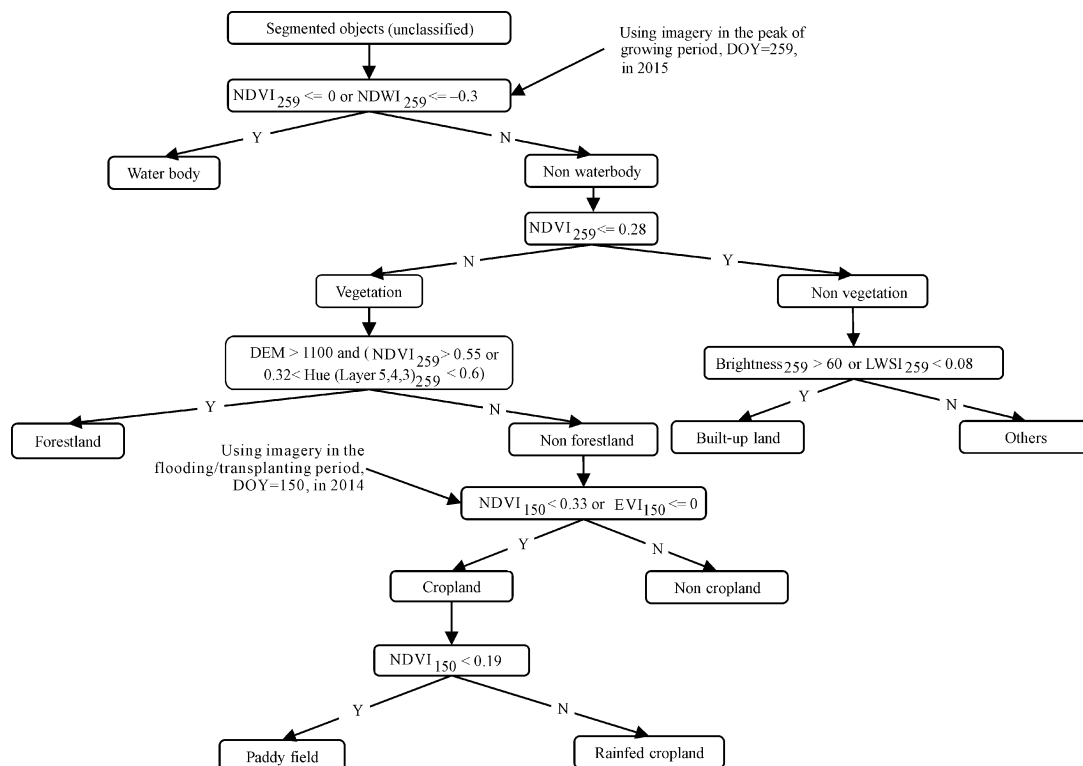 Segmented objects (unclassified)
Using imagery in the peak of
growing period, DOY=259,
in 2015
NDVI259 <= 0 or NDWI259 <= –0.3
Y
N
Water body
Non waterbody
NDVI259 <= 0.28
N
Y
Vegetation
Non vegetation
DEM > 1100 and ( NDVI259 > 0.55 or
0.32< Hue (Layer 5,4,3)259 < 0.6)
Brightness259 > 60 or LWSI259 < 0.08
Y
N
Y
N
Forestland
Non forestland
Built-up land
Others
Using imagery in the
flooding/transplanting period,
DOY=150, in 2014
NDVI150 < 0.33 or EVI150 <= 0
Y
N
Cropland
Non cropland
NDVI150 < 0.19
Y
N
Paddy field
Rainfed cropland